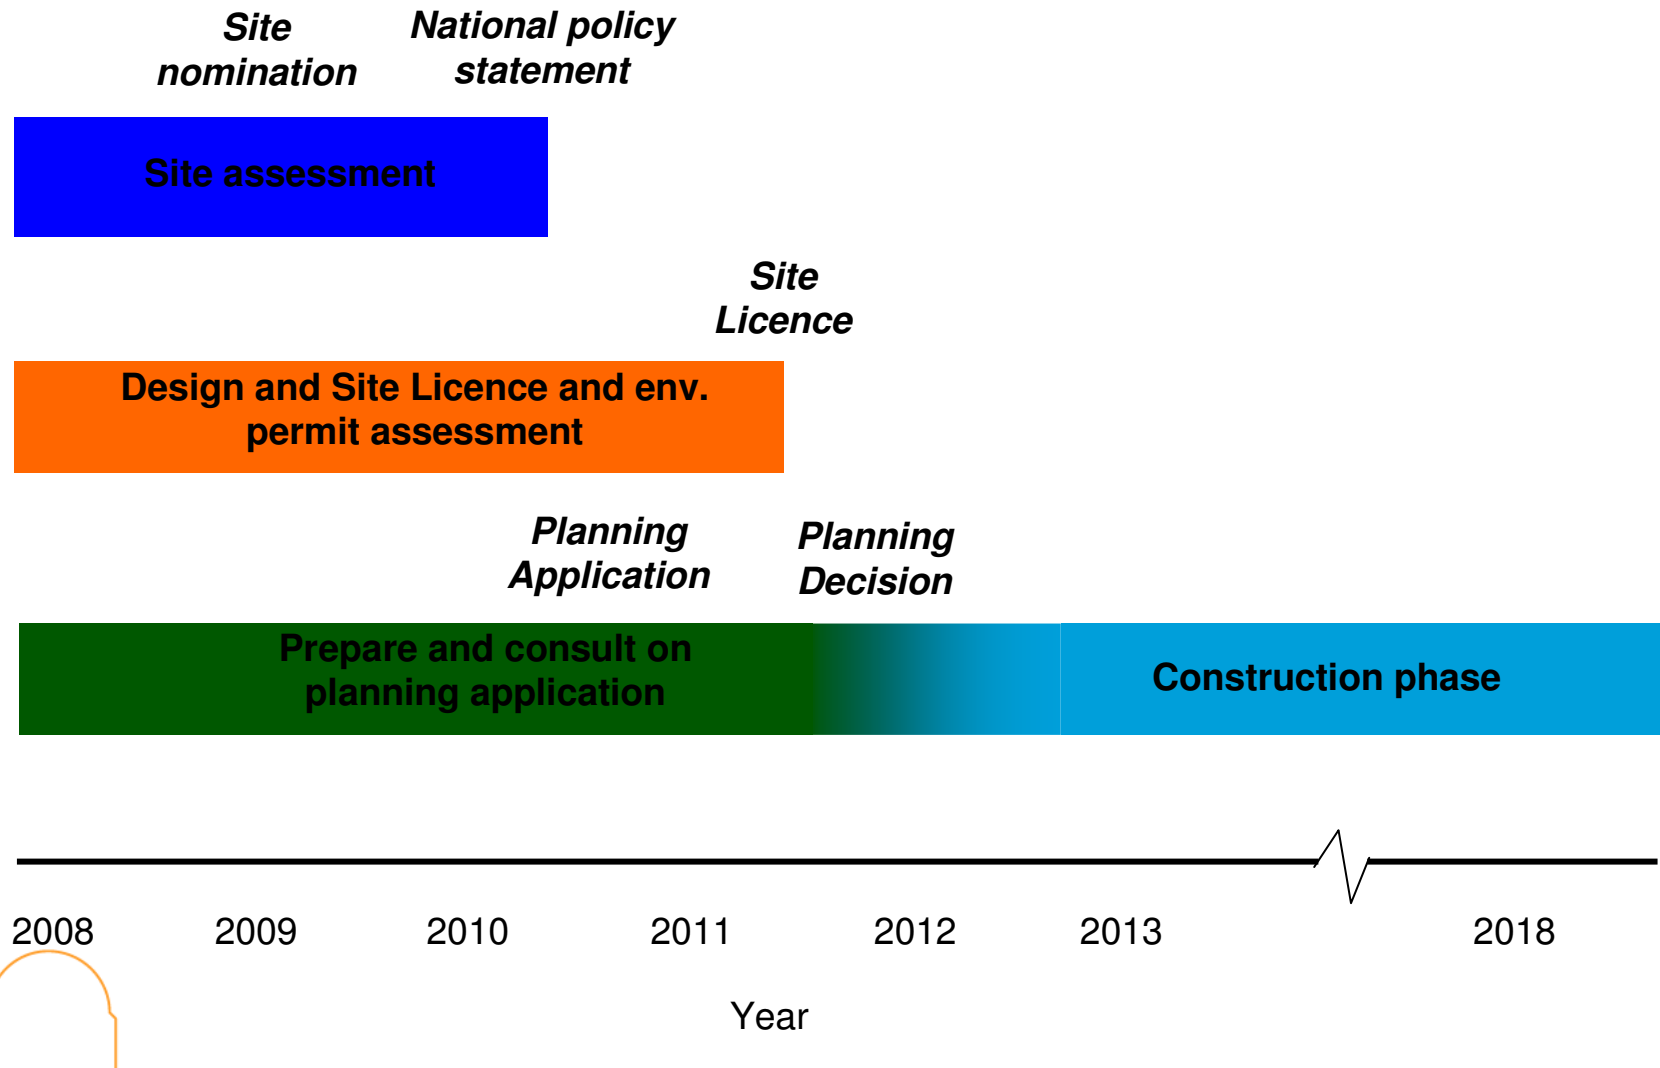 Site
nomination
National policy
statement
Site assessment
Site
Licence
Design and Site Licence and env.
permit assessment
Planning
Application
Planning
Decision
Prepare and consult on
planning application
Construction phase
2008 2009 2010 2011 2012 2013 2018
Year